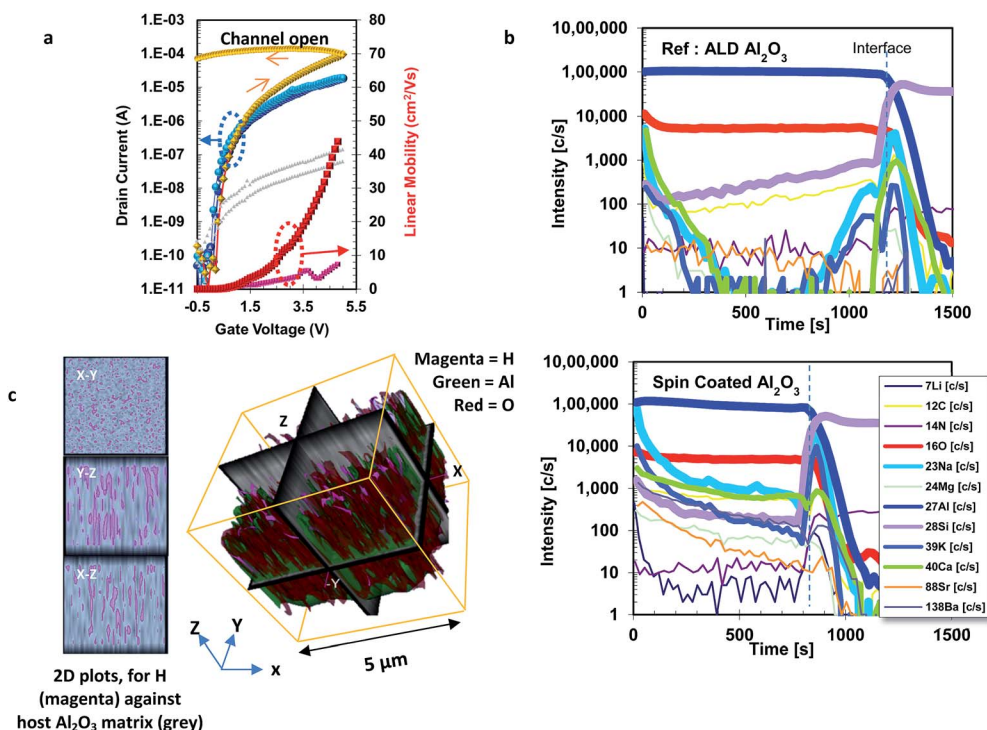 a
1.E-03
1.E-04
1.E-05
1.E-06
1.E-07
1.E-08
1.E-09
1.E-10
1.E-11
Drain Current (A)
Channel open
80
70
60
50
40
30
20
10
0
Linear Mobility (cm²/Vs)
-0.5 1.5 3.5 5.5
Gate Voltage (V)
b
10,00,000
1,00,000
10,000
1,000
100
10
1
Intensity [c/s]
Ref : ALD Al₂O₃
Interface
0 500 1000 1500
Time [s]
10,00,000
1,00,000
10,000
1,000
100
10
1
Intensity [c/s]
Spin Coated Al₂O₃
7Li [c/s]
12C [c/s]
14N [c/s]
16O [c/s]
23Na [c/s]
24Mg [c/s]
27Al [c/s]
28Si [c/s]
39K [c/s]
40Ca [c/s]
88Sr [c/s]
138Ba [c/s]
0 500 1000 1500
Time [s]
c
X-Y
Y-Z
X-Z
2D plots, for H
(magenta) against
host Al₂O₃ matrix (grey)
Magenta = H
Green = Al
Red = O
Z
X
-Y
Z
Y
x
5 µm